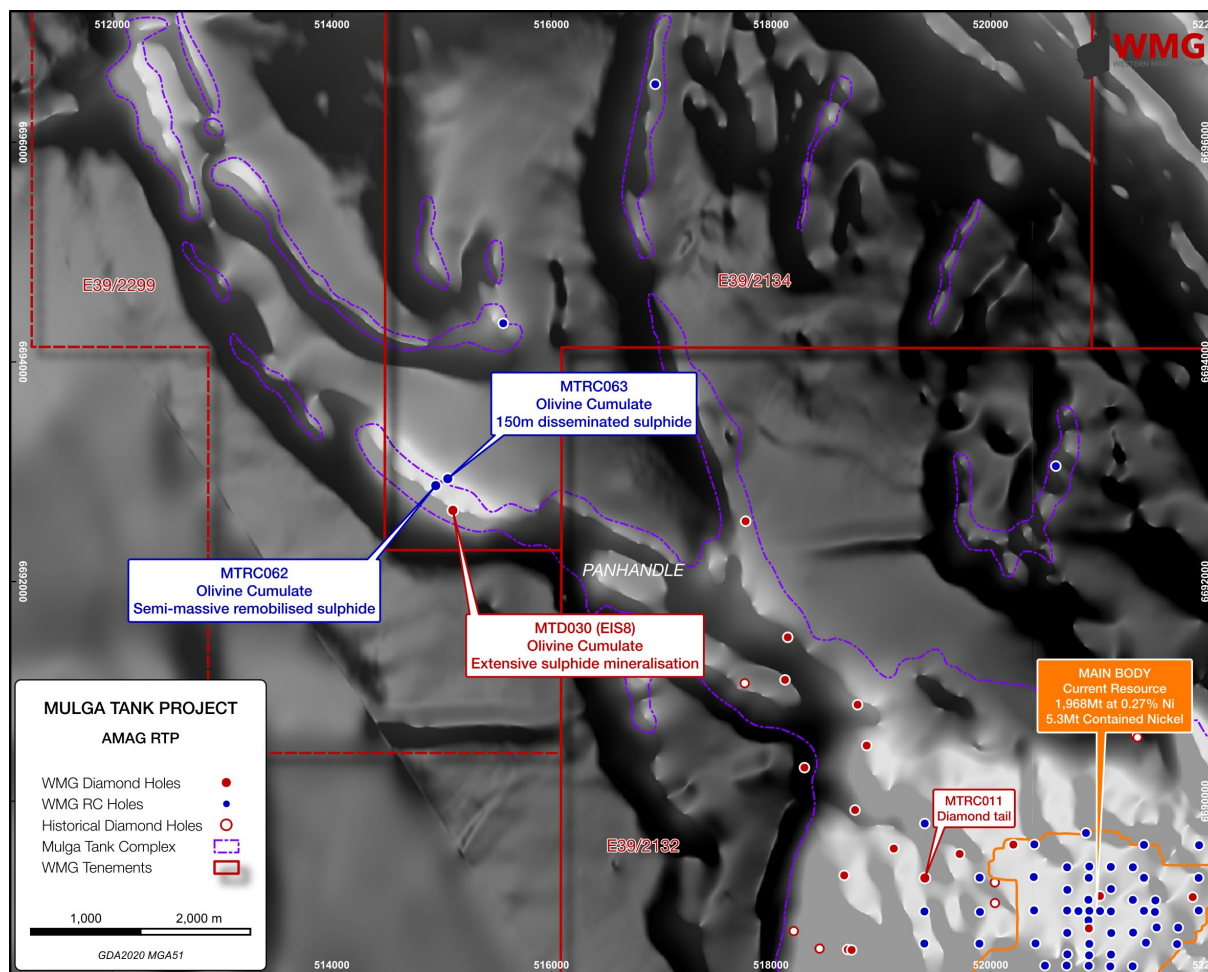 512000
514000
516000
518000
520000
WMG
6696000
6696000
E39/2299
E39/2134
6694000
6694000
MTRC063
Olivine Cumulate
150m disseminated sulphide
MTRC062
Olivine Cumulate
Semi-massive remobilised sulphide
PANHANDLE
6692000
6692000
MTD030 (EIS8)
Olivine Cumulate
Extensive sulphide mineralisation
MAIN BODY
Current Resource
1,968Mt at 0.27% Ni
5.3Mt Contained Nickel
MULGA TANK PROJECT
AMAG RTP
WMG Diamond Holes
WMG RC Holes
Historical Diamond Holes
Mulga Tank Complex
WMG Tenements
1,000
2,000 m
GDA2020 MGA51
6690000
MTRC011
Diamond tail
E39/2132
514000
516000
518000
520000